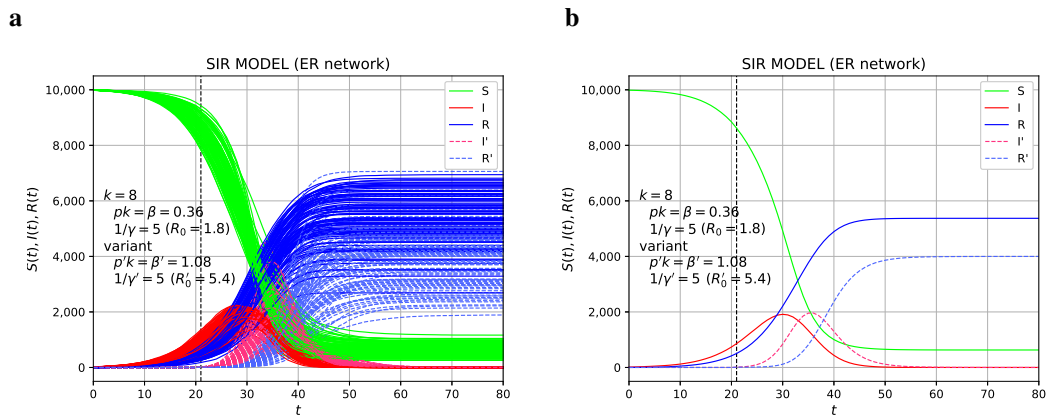 a
SIR MODEL (ER network)
S(t), I(t), R(t)
10,000
8,000
6,000
4,000
2,000
0
k = 8
pk = β = 0.36
1/γ = 5 (R₀ = 1.8)
variant
p'k = β' = 1.08
1/γ' = 5 (R₀' = 5.4)
S
I
R
I'
R'
0 10 20 30 40 50 60 70 80
t
b
SIR MODEL (ER network)
S(t), I(t), R(t)
10,000
8,000
6,000
4,000
2,000
0
k = 8
pk = β = 0.36
1/γ = 5 (R₀ = 1.8)
variant
p'k = β' = 1.08
1/γ' = 5 (R₀' = 5.4)
S
I
R
I'
R'
0 10 20 30 40 50 60 70 80
t